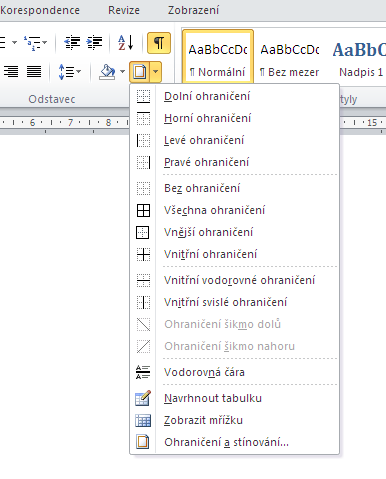 Korespondence Revize Zobrazení
AaBbCcDc AaBbCcDc AaBbC
¶ Normální ¶ Bez mezer Nadpis 1
Odstavec tyly
6 7 8 15
Dolní ohraničení
Horní ohraničení
Levé ohraničení
Pravé ohraničení
Bez ohraničení
Všechna ohraničení
Vnější ohraničení
Vnitřní ohraničení
Vnitřní vodorovné ohraničení
Vnitřní svislé ohraničení
Ohraničení šikmo dolů
Ohraničení šikmo nahoru
Vodorovná čára
Navrhnout tabulku
Zobrazit mřížku
Ohraničení a stínování...